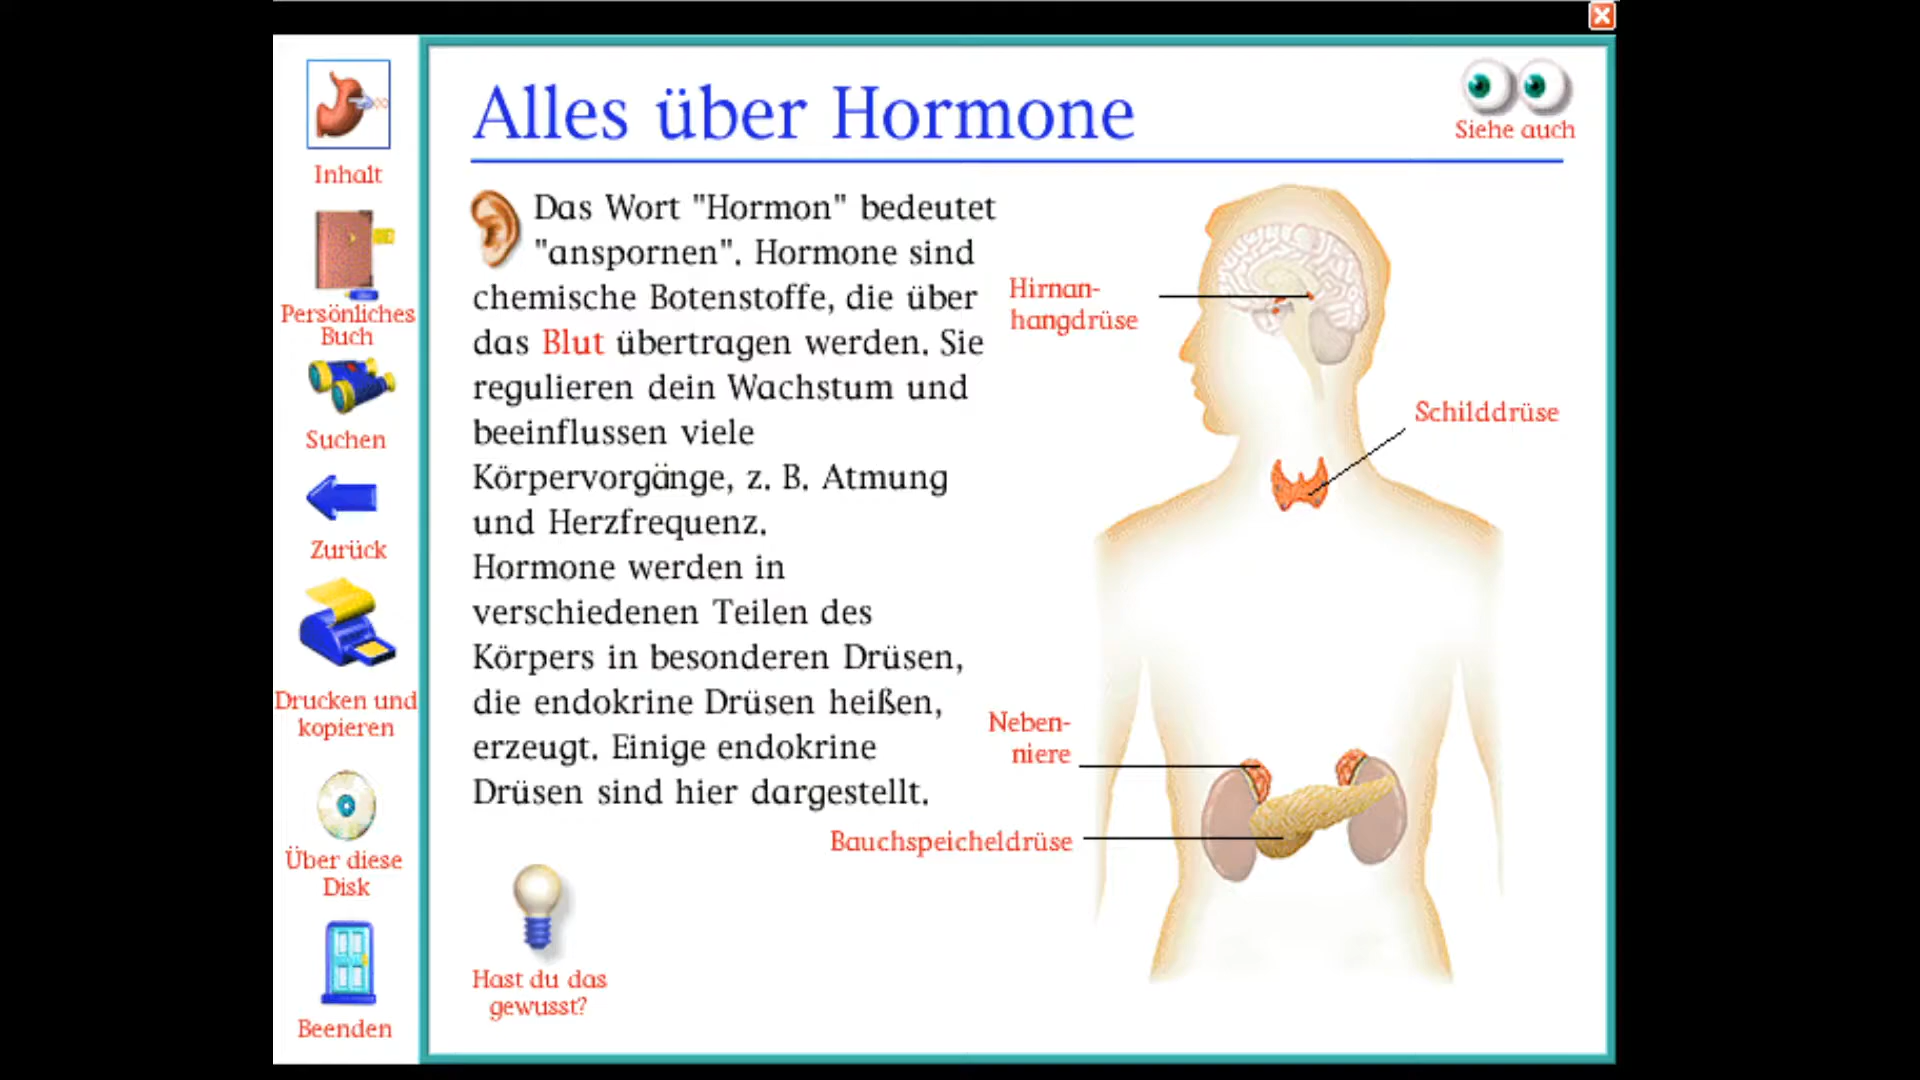 Alles über Hormone
Siehe auch
Inhalt
Persönliches
Buch
Suchen
Zurück
Drucken und
kopieren
Über diese
Disk
Beenden
Das Wort "Hormon" bedeutet
"anspornen". Hormone sind
chemische Botenstoffe, die über
das Blut übertragen werden. Sie
regulieren dein Wachstum und
beeinflussen viele
Körpervorgänge, z. B. Atmung
und Herzfrequenz.
Hormone werden in
verschiedenen Teilen des
Körpers in besonderen Drüsen,
die endokrine Drüsen heißen,
erzeugt. Einige endokrine
Drüsen sind hier dargestellt.
Hirnan-
hangdrüse
Schilddrüse
Neben-
niere
Bauchspeicheldrüse
Hast du das
gewusst?